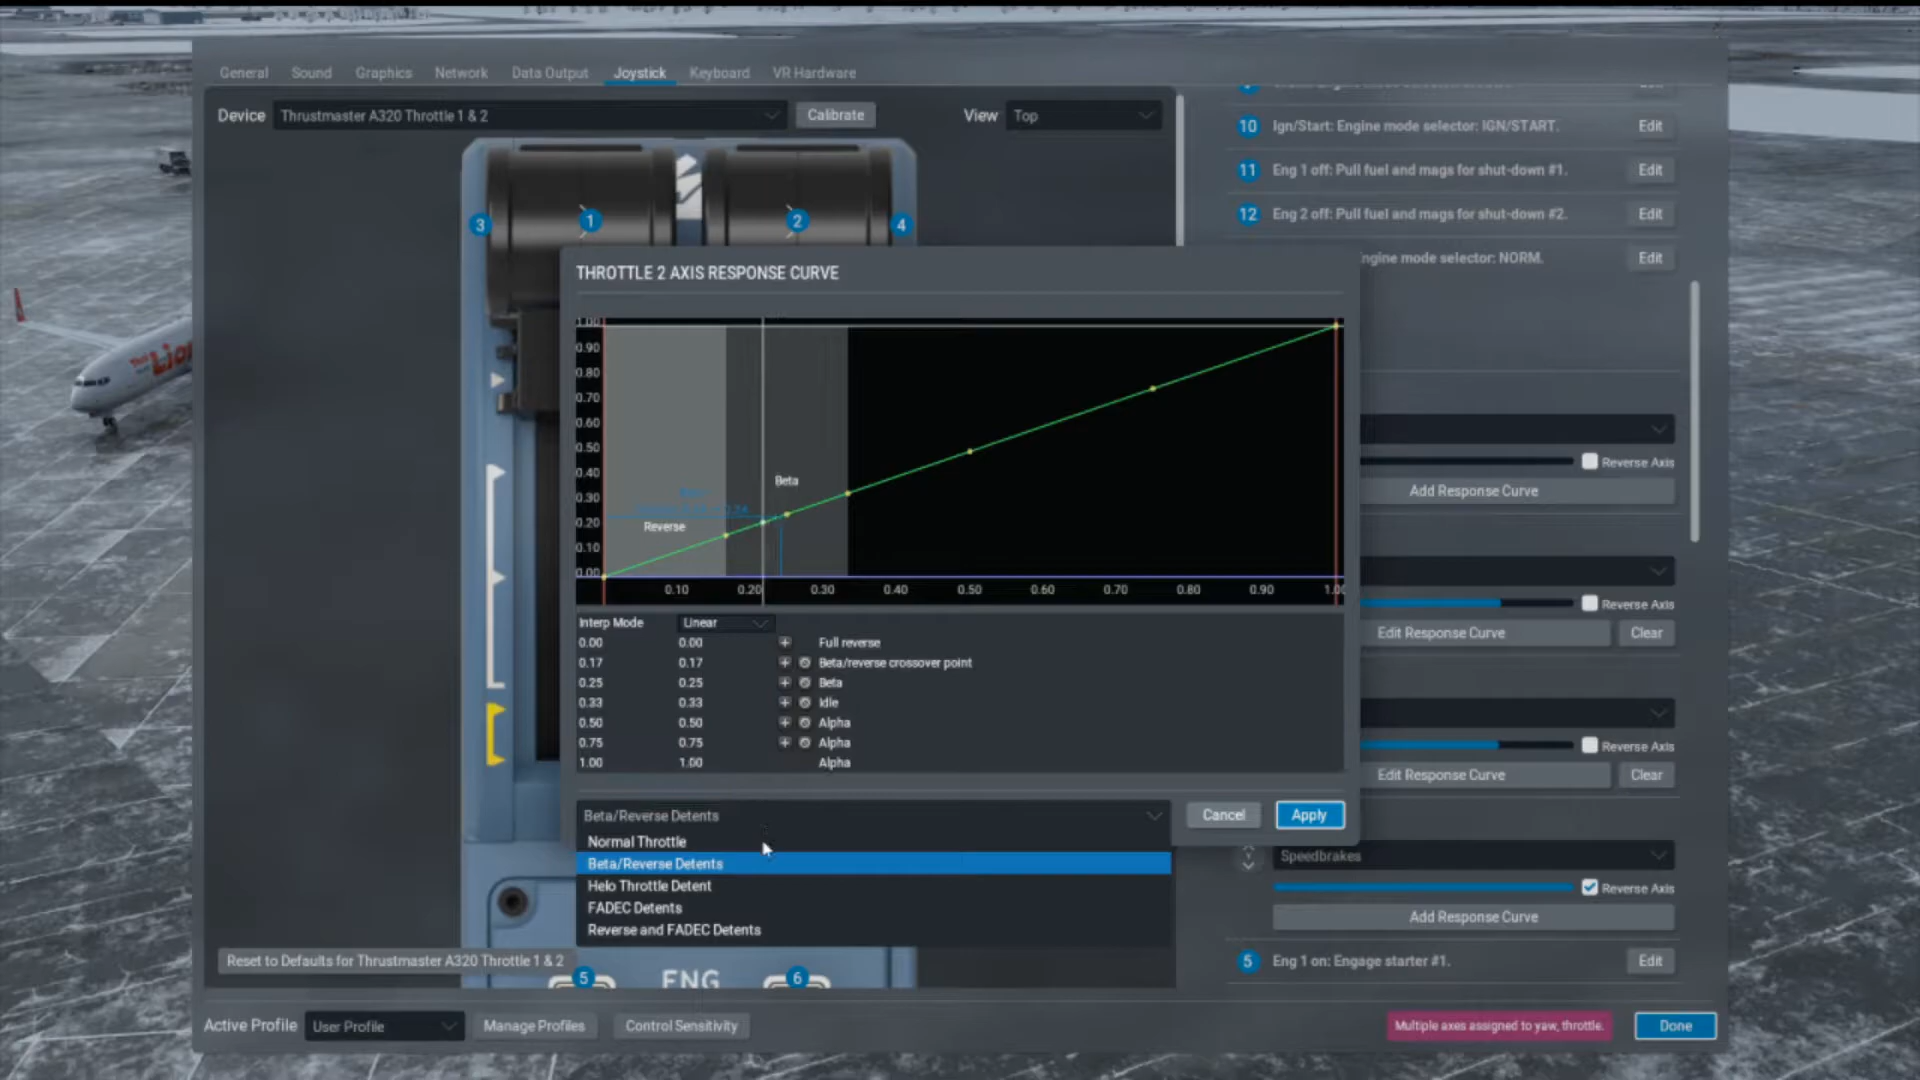 General Sound Graphics Network Data Output Joystick Keyboard VR Hardware
Device Thrustmaster A320 Throttle 1 & 2 Calibrate View Top
10 Ign/Start: Engine mode selector: IGN/START. Edit
11 Eng 1 off: Pull fuel and mags for shut-down #1. Edit
12 Eng 2 off: Pull fuel and mags for shut-down #2. Edit
3 1 2 4
ngine mode selector: NORM. Edit
THROTTLE 2 AXIS RESPONSE CURVE
1.00
0.90
0.80
0.70
0.60
0.50
0.40
0.30
0.20
0.10
0.00
Beta
Reverse
0.10 0.20 0.30 0.40 0.50 0.60 0.70 0.80 0.90 1.00
Interp Mode Linear
0.00 0.00 Full reverse
0.17 0.17 Beta/reverse crossover point
0.25 0.25 Beta
0.33 0.33 Idle
0.50 0.50 Alpha
0.75 0.75 Alpha
1.00 1.00 Alpha
Beta/Reverse Detents Cancel Apply
Normal Throttle
Beta/Reverse Detents
Helo Throttle Detent
FADEC Detents
Reverse and FADEC Detents
Reverse Axis
Add Response Curve
Reverse Axis
Edit Response Curve Clear
Reverse Axis
Edit Response Curve Clear
Speedbrakes
Reverse Axis
Add Response Curve
5 Eng 1 on: Engage starter #1. Edit
Reset to Defaults for Thrustmaster A320 Throttle 1 & 2
5 ENG 6
Active Profile User Profile Manage Profiles Control Sensitivity Multiple axes assigned to yaw, throttle. Done